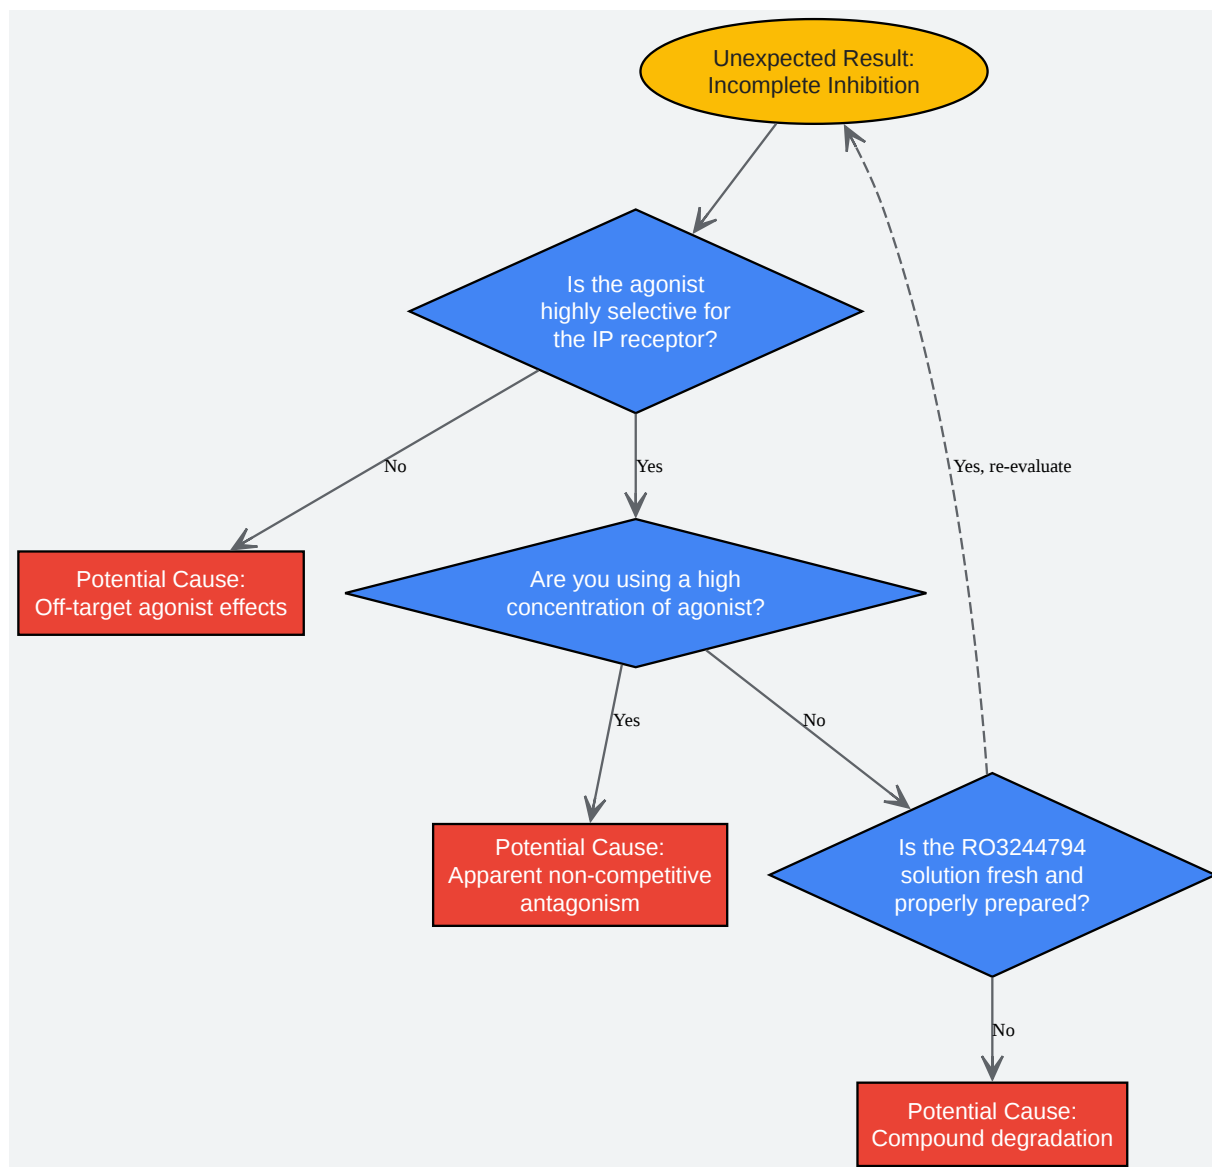 Unexpected Result:
Incomplete Inhibition
Is the agonist
highly selective for
the IP receptor?
No
Yes
Yes, re-evaluate
Potential Cause:
Off-target agonist effects
Are you using a high
concentration of agonist?
Yes
No
Potential Cause:
Apparent non-competitive
antagonism
Is the RO3244794
solution fresh and
properly prepared?
No
Potential Cause:
Compound degradation